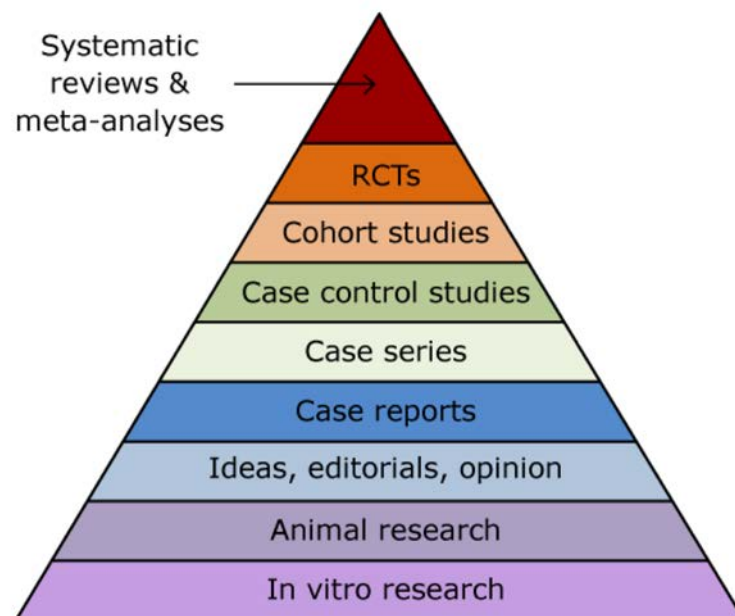 Systematic
reviews &
meta-analyses
RCTs
Cohort studies
Case control studies
Case series
Case reports
Ideas, editorials, opinion
Animal research
In vitro research